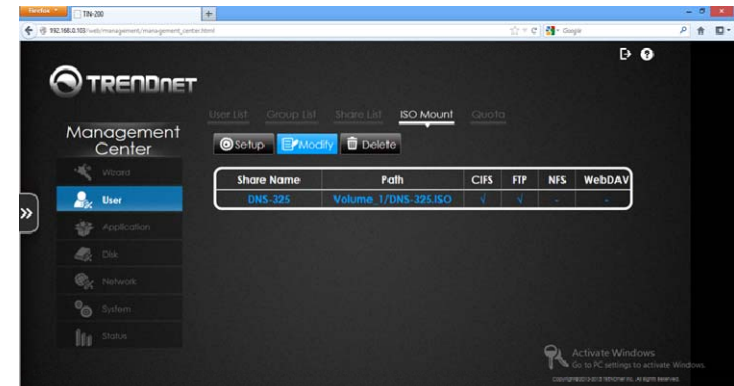 Firefox
TIN-200
+
192.168.0.103/web/management/management_center.html
Google
TRENDNET
User List Group List Share List ISO Mount Quota
Management
Center
Setup Modify Delete
Wizard
User
Application
Disk
Network
System
Status
Share Name Path CIFS FTP NFS WebDAV
DNS-325 Volume_1/DNS-325.ISO √ √ - -
Activate Windows
Go to PC settings to activate Windows.